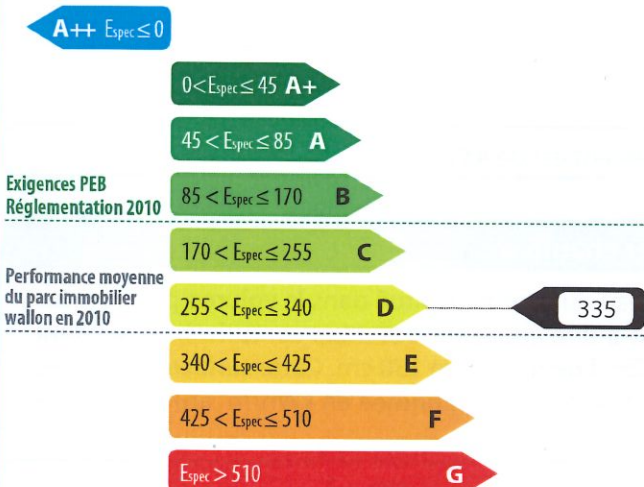 A++ Espec ≤ 0
0 < Espec ≤ 45 A+
45 < Espec ≤ 85 A
Exigences PEB
Réglementation 2010
85 < Espec ≤ 170 B
170 < Espec ≤ 255 C
Performance moyenne
du parc immobilier
wallon en 2010
255 < Espec ≤ 340 D
335
340 < Espec ≤ 425 E
425 < Espec ≤ 510 F
Espec > 510 G